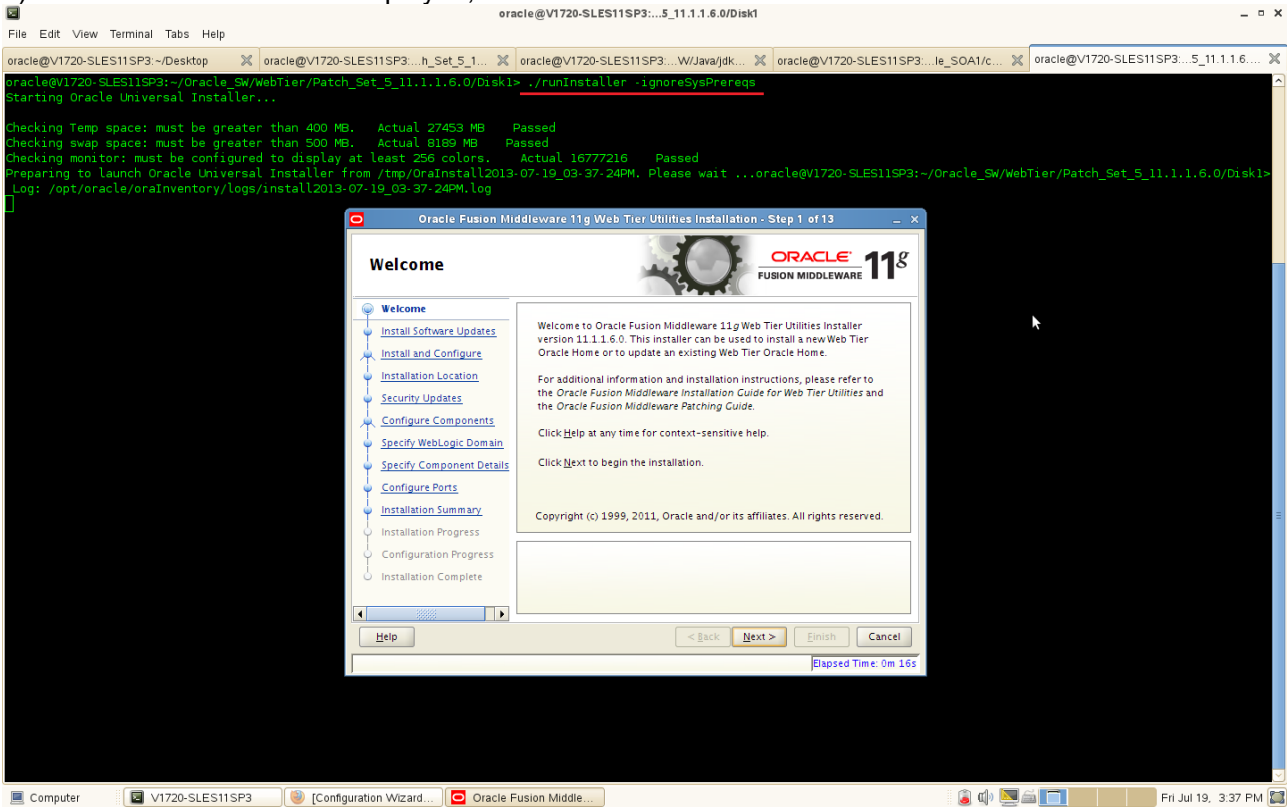 oracle@V1720-SLES11SP3:...5_11.1.1.6.0/Disk1
File Edit View Terminal Tabs Help
oracle@V1720-SLES11SP3:~/Desktop oracle@V1720-SLES11SP3:...h_Set_5_1... oracle@V1720-SLES11SP3:...W/Java/jdk... oracle@V1720-SLES11SP3:...le_SOA1/c... oracle@V1720-SLES11SP3:...5_11.1.1.6....
oracle@V1720-SLES11SP3:~/Oracle_SW/WebTier/Patch_Set_5_11.1.1.6.0/Disk1> ./runInstaller -ignoreSysPrereqs
Starting Oracle Universal Installer...
Checking Temp space: must be greater than 400 MB. Actual 27453 MB Passed
Checking swap space: must be greater than 500 MB. Actual 8189 MB Passed
Checking monitor: must be configured to display at least 256 colors. Actual 16777216 Passed
Preparing to launch Oracle Universal Installer from /tmp/OraInstall2013-07-19_03-37-24PM. Please wait ...oracle@V1720-SLES11SP3:~/Oracle_SW/WebTier/Patch_Set_5_11.1.1.6.0/Disk1>
Log: /opt/oracle/oraInventory/logs/install2013-07-19_03-37-24PM.log
Oracle Fusion Middleware 11g Web Tier Utilities Installation - Step 1 of 13
Welcome
ORACLE
FUSION MIDDLEWARE 11g
Welcome
Install Software Updates
Install and Configure
Installation Location
Security Updates
Configure Components
Specify WebLogic Domain
Specify Component Details
Configure Ports
Installation Summary
Installation Progress
Configuration Progress
Installation Complete
Welcome to Oracle Fusion Middleware 11g Web Tier Utilities Installer
version 11.1.1.6.0. This installer can be used to install a new Web Tier
Oracle Home or to update an existing Web Tier Oracle Home.
For additional information and installation instructions, please refer to
the Oracle Fusion Middleware Installation Guide for Web Tier Utilities and
the Oracle Fusion Middleware Patching Guide.
Click Help at any time for context-sensitive help.
Click Next to begin the installation.
Copyright (c) 1999, 2011, Oracle and/or its affiliates. All rights reserved.
Help < Back Next > Finish Cancel
Elapsed Time: 0m 16s
Computer V1720-SLES11SP3 [Configuration Wizard... Oracle Fusion Middle... Fri Jul 19, 3:37 PM